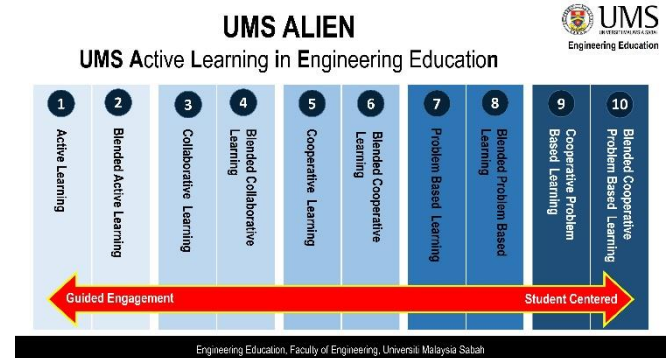 UMS ALIEN
UMS Active Learning in Engineering Education
UMS
UNIVERSITI MALAYSIA SABAH
Engineering Education
1
Active Learning
2
Blended Active Learning
3
Collaborative Learning
4
Blended Collaborative
Learning
5
Cooperative Learning
6
Blended Cooperative
Learning
7
Problem Based Learning
8
Blended Problem Based
Learning
9
Cooperative Problem
Based Learning
10
Blended Cooperative
Problem Based Learning
Guided Engagement
Student Centered
Engineering Education, Faculty of Engineering, Universiti Malaysia Sabah